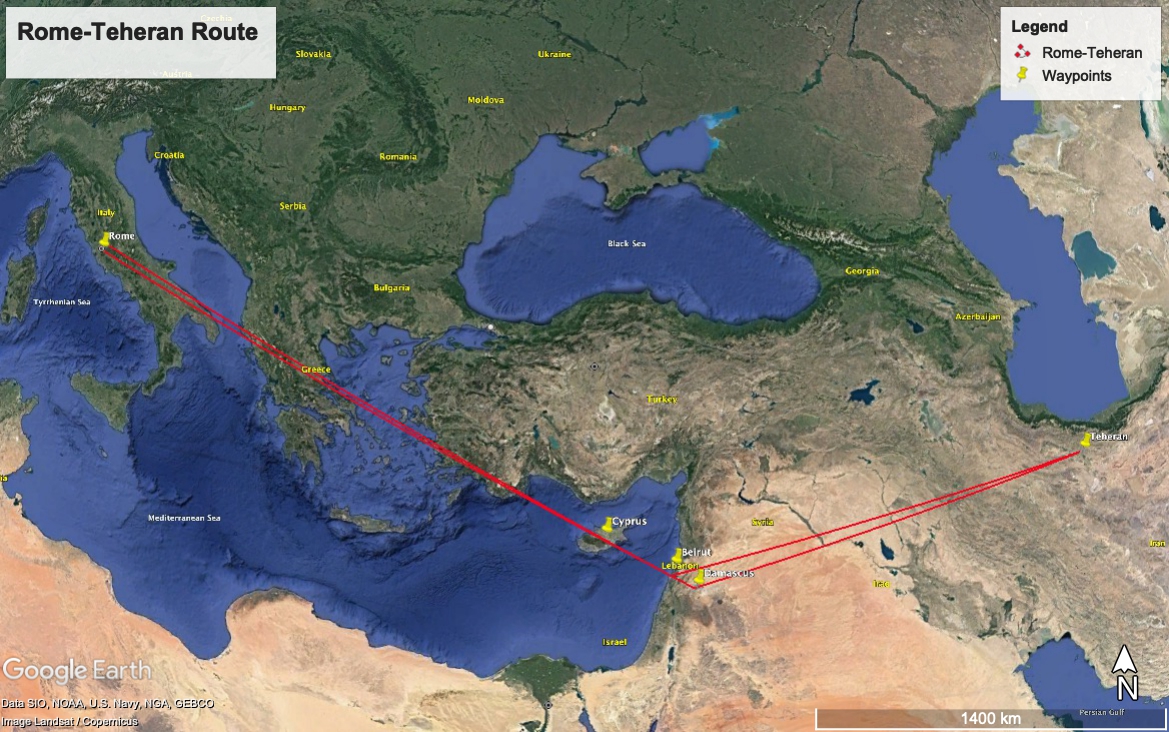 Rome-Teheran Route
Legend
Rome-Teheran
Waypoints
Czechia
Slovakia
Ukraine
Austria
Hungary
Moldova
Croatia
Romania
Serbia
Italy
Rome
Black Sea
Georgia
Bulgaria
Tyrrhenian Sea
Azerbaijan
Greece
Turkey
Teheran
Mediterranean Sea
Cyprus
Syria
Iran
Beirut
Lebanon
Damascus
Iraq
Israel
Google Earth
N
Data SIO, NOAA, U.S. Navy, NGA, GEBCO
Image Landsat / Copernicus
1400 km
Persian Gulf